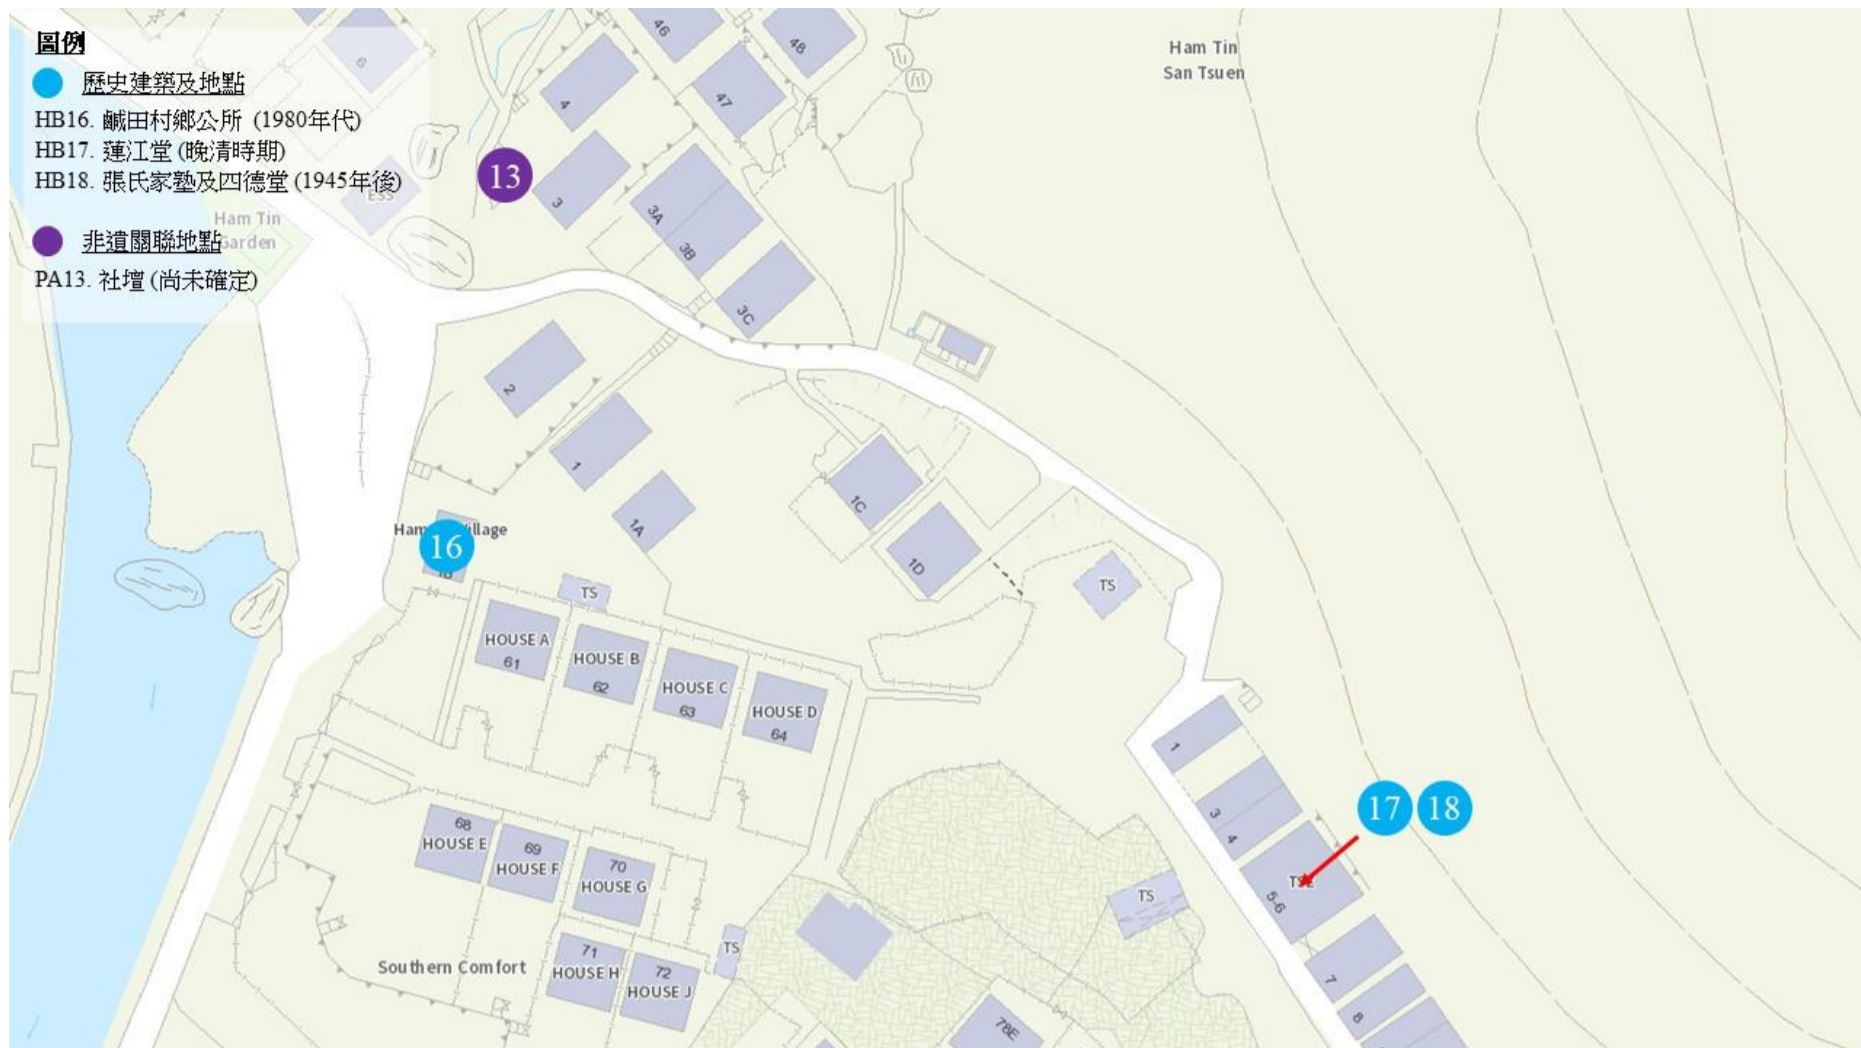 圖例
歷史建築及地點
HB16. 鹹田村鄉公所 (1980年代)
HB17. 蓮江堂 (晚清時期)
HB18. 張氏家塾及四德堂 (1945年後)
非遺關聯地點
PA13. 社壇 (尚未確定)
6
ESS
Ham Tin
Garden
46
48
4
47
13
3
3A
3B
3C
Ham Tin
San Tsuen
2
1
1A
1C
1D
16
TS
TS
HOUSE A
61
HOUSE B
62
HOUSE C
63
HOUSE D
64
1
3
4
17 18
5-6
7
8
68
HOUSE E
69
HOUSE F
70
HOUSE G
71
HOUSE H
72
HOUSE J
TS
TS
Southern Comfort
78E